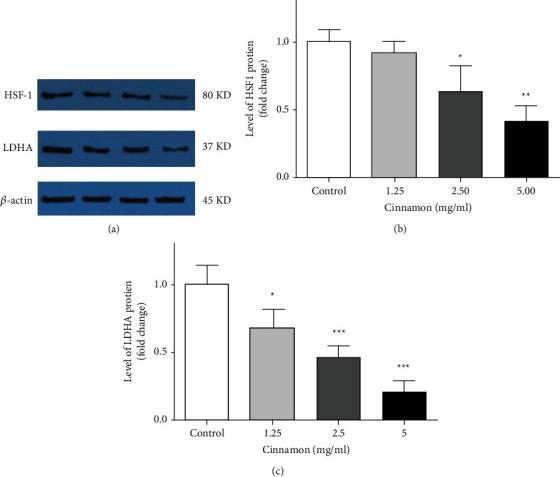 HSF-1
80 KD
LDHA
37 KD
β-actin
45 KD
(a)
Level of HSF1 protien
(fold change)
1.0
0.5
0.0
*
**
Control
1.25
2.50
5.00
Cinnamon (mg/ml)
(b)
Level of LDHA protien
(fold change)
1.0
0.5
0.0
*
***
***
Control
1.25
2.5
5
Cinnamon (mg/ml)
(c)